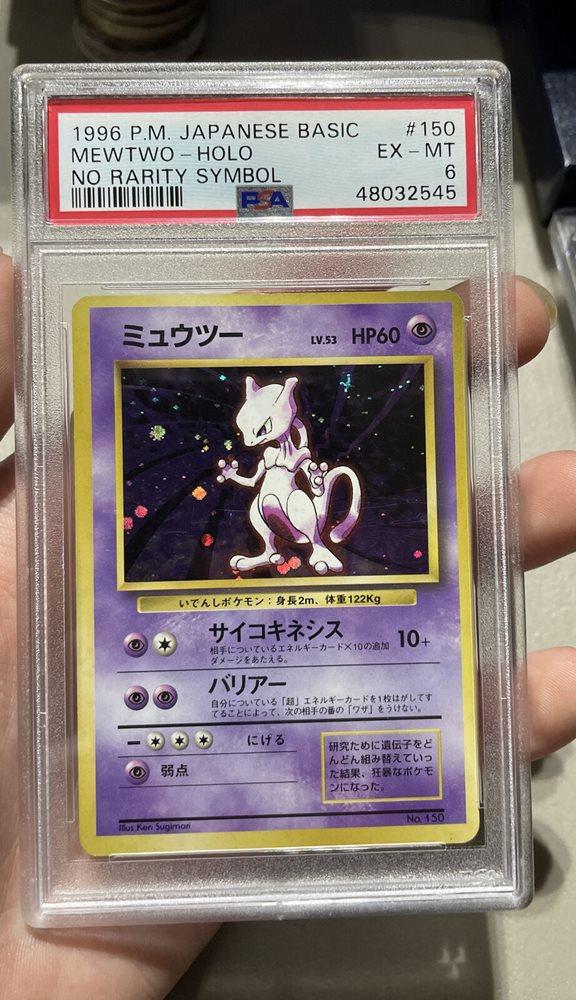 1996 P.M. JAPANESE BASIC #150
MEWTWO-HOLO EX-MT
NO RARITY SYMBOL 6
PSA 48032545
ミュウツー LV.53 HP60
いでんしポケモン：身長2m、体重122Kg
サイコキネシス 10+
相手についているエネルギーカード×10の追加
ダメージをあたえる。
バリアー
自分についている「超」エネルギーカードを1枚はがしてす
てることによって、次の相手の番の「ワザ」をうけない。
にげる
弱点
研究ために遺伝子をど
んどん組み替えていっ
た結果、狂暴なポケモ
ンになった。
Illus.Ken Sugimori No. 150